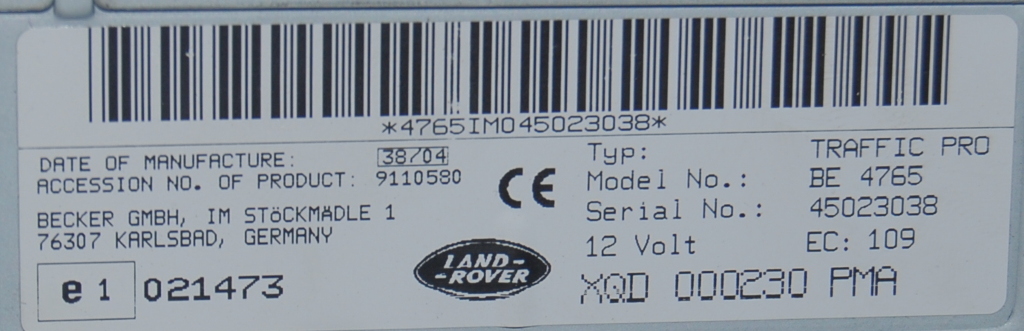 *4765IM045023038*
DATE OF MANUFACTURE: 38/04
ACCESSION NO. OF PRODUCT: 9110580
BECKER GMBH, IM STÖCKMÄDLE 1
76307 KARLSBAD, GERMANY
e1 021473
CE
LAND-
-ROVER
Typ: TRAFFIC PRO
Model No.: BE 4765
Serial No.: 45023038
12 Volt EC: 109
XQD 000230 PMA